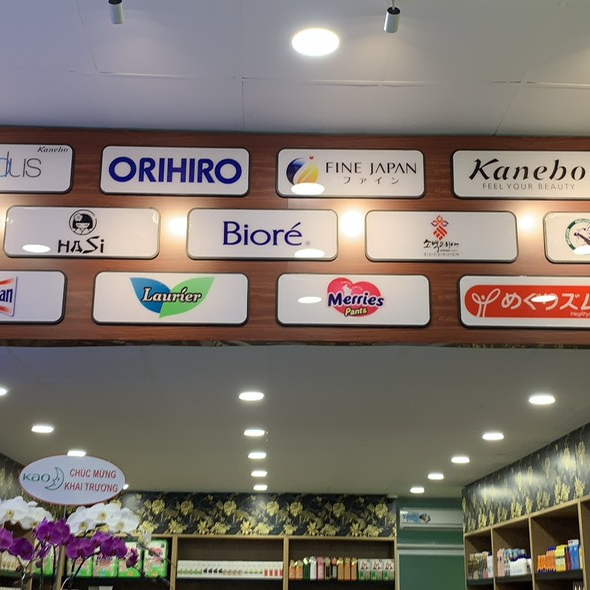 Kanebo
dus
ORIHIRO
FINE JAPAN
ファイン
Kanebo
FEEL YOUR BEAUTY
HASi
Bioré
an
Laurier
Merries
Pants
めぐりズム
Kao
CHÚC MỪNG
KHAI TRƯƠNG